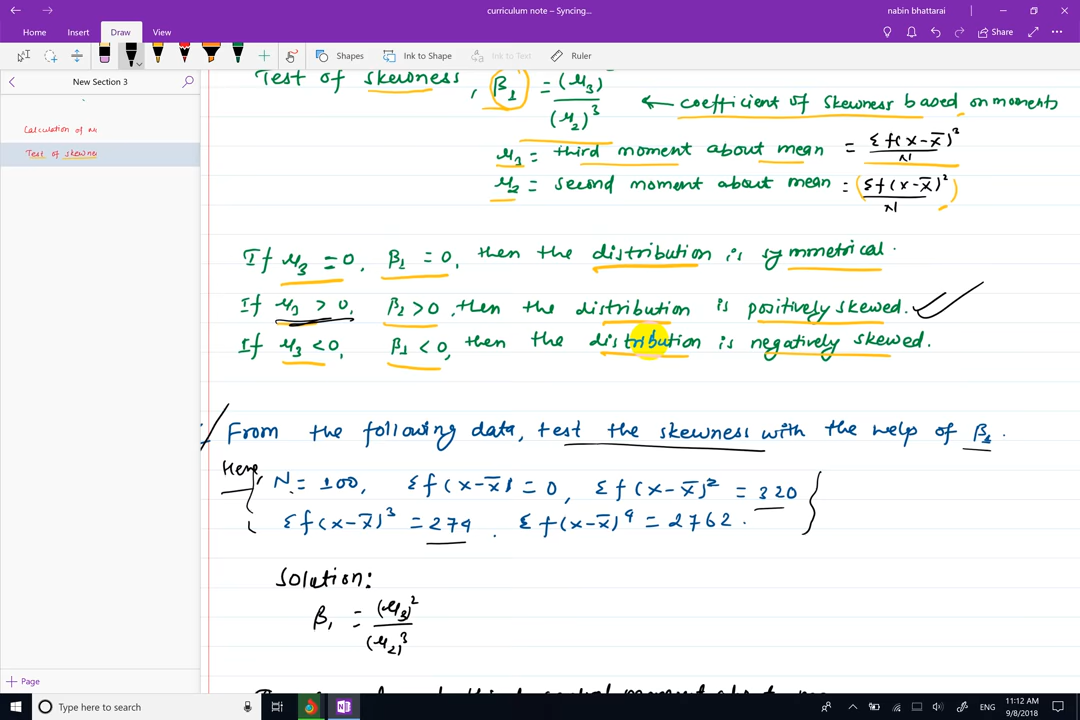 curriculum note - Syncing...
nabin bhattarai
Home Insert Draw View
Share
Shapes Ink to Shape Ink to Text Ruler
New Section 3
Calculation of
Test of skewnes
Test of skewness, β₁ = (μ₃) / (μ₂)³ ← coefficient of skewness based on moments
μ₃ = third moment about mean = Σf(x-x̄)² / N
μ₂ = second moment about mean = (Σf(x-x̄)² / N)
If μ₃ = 0, β₁ = 0, then the distribution is symmetrical.
If μ₃ > 0, β₁ > 0, then the distribution is positively skewed.
If μ₃ < 0, β₁ < 0, then the distribution is negatively skewed.
From the following data, test the skewness with the help of β₁.
Here, N = 100, Σf(x-x̄) = 0, Σf(x-x̄)² = 320
Σf(x-x̄)³ = 274. Σf(x-x̄)⁴ = 2762.
Solution:
β₁ = (μ₃)² / (μ₂)³
+ Page
Type here to search
ENG
11:12 AM
9/8/2018